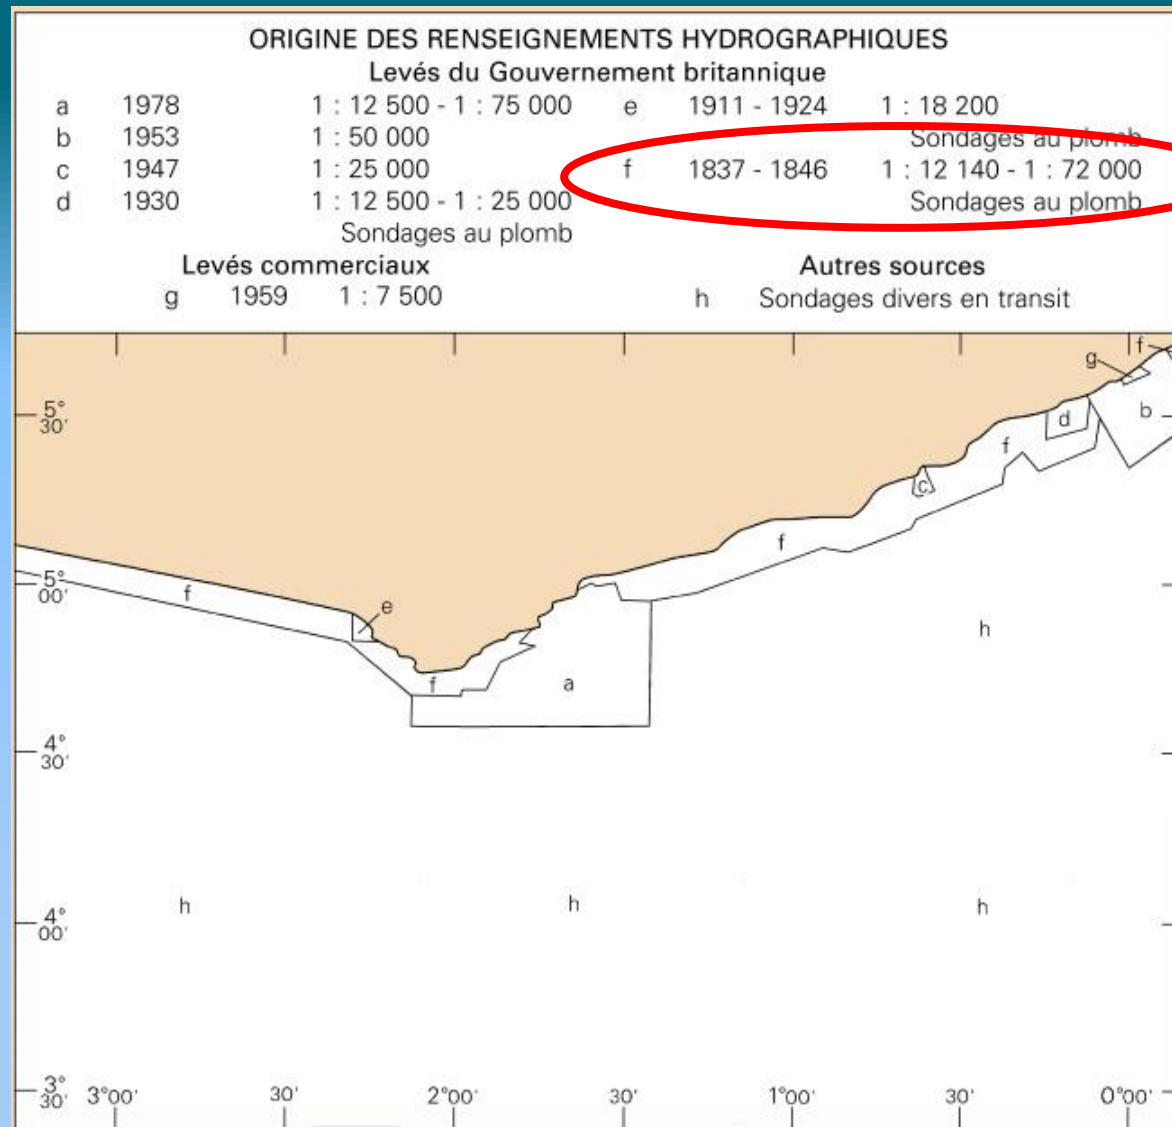 ORIGINE DES RENSEIGNEMENTS HYDROGRAPHIQUES
Levés du Gouvernement britannique
a 1978 1 : 12 500 - 1 : 75 000 e 1911 - 1924 1 : 18 200
b 1953 1 : 50 000 Sondages au plomb
c 1947 1 : 25 000 f 1837 - 1846 1 : 12 140 - 1 : 72 000
d 1930 1 : 12 500 - 1 : 25 000 Sondages au plomb
Sondages au plomb
Levés commerciaux Autres sources
g 1959 1 : 7 500 h Sondages divers en transit
f
g
5° 30' d b
f
c
f
5° 00' f
e
h
f a
4° 30'
h h h
4° 00'
3° 30' 3°00' 30' 2°00' 30' 1°00' 30' 0°00'